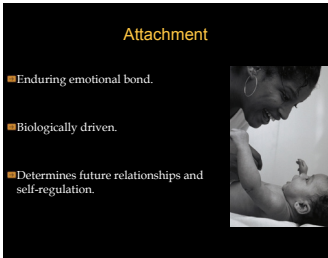 Attachment
Enduring emotional bond.
Biologically driven.
Determines future relationships and
self-regulation.